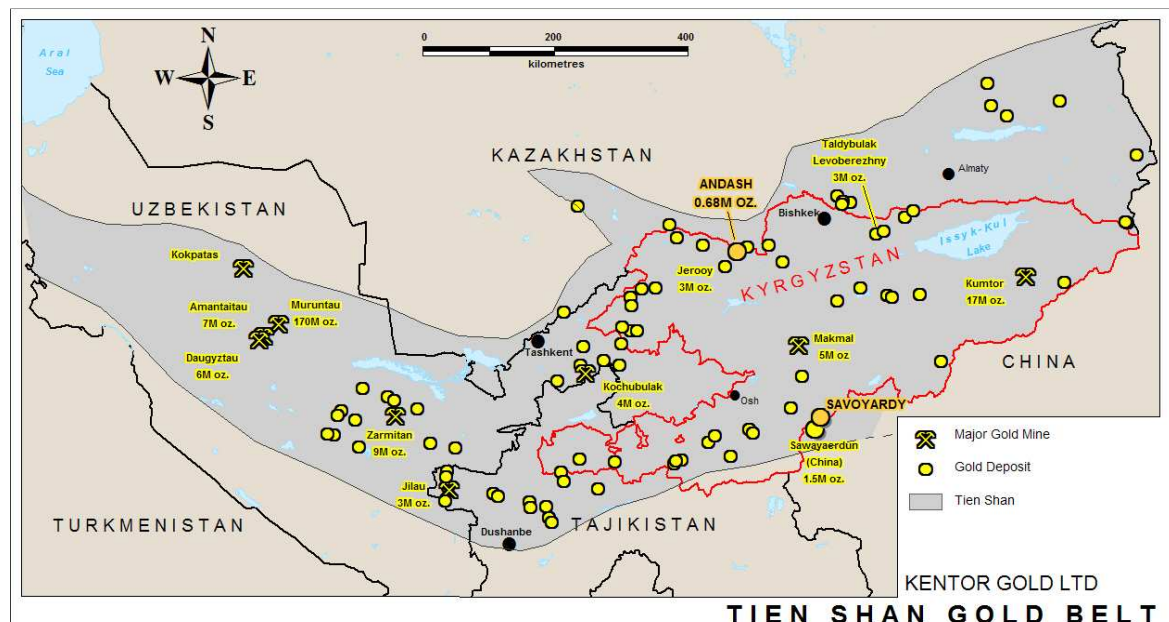 Aral
Sea
N
W
E
S
0
200
400
kilometres
KAZAKHSTAN
UZBEKISTAN
Taldybulak
Levoberezhny
3M oz.
Almaty
ANDASH
0.68M OZ.
Bishkek
Issyk-Kul
Lake
Kokpatas
Jerooy
3M oz.
KYRGYZSTAN
Kumtor
17M oz.
Amantaitau
7M oz.
Muruntau
170M oz.
Daugyztau
6M oz.
Tashkent
Makmal
5M oz
CHINA
Kochubulak
4M oz.
Osh
SAVOYARDY
Zarmitan
9M oz.
Sawayaerdun
(China)
1.5M oz.
Jilau
3M oz.
TURKMENISTAN
TAJIKISTAN
Dushanbe
Major Gold Mine
Gold Deposit
Tien Shan
KENTOR GOLD LTD
TIEN SHAN GOLD BELT